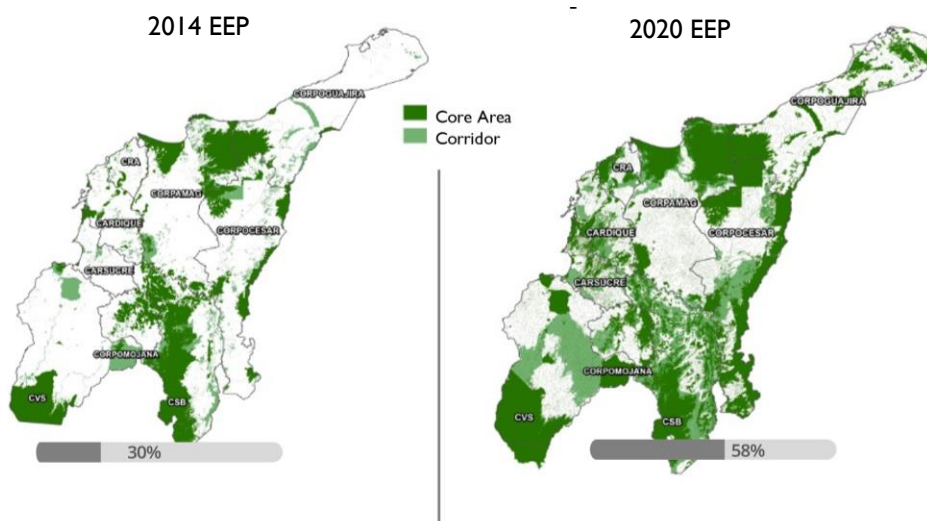 2014 EEP
CORPOGUAJIRA
CRA
CORPAMAG
CARDIQUE
CORPOCESAR
CARSUCRE
CORPOMOJANA
CVS
CSB
30%
Core Area
Corridor
2020 EEP
CORPOGUAJIRA
CRA
CORPAMAG
CARDIQUE
CORPOCESAR
CARSUCRE
CORPOMOJANA
CVS
CSB
58%